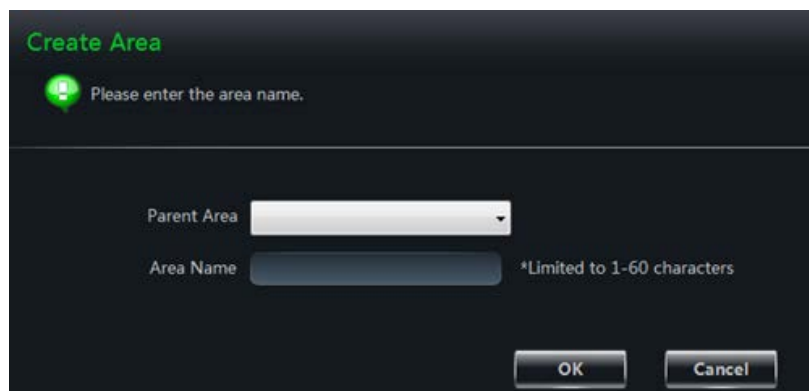 Create Area
Please enter the area name.
Parent Area
Area Name *Limited to 1-60 characters
OK Cancel